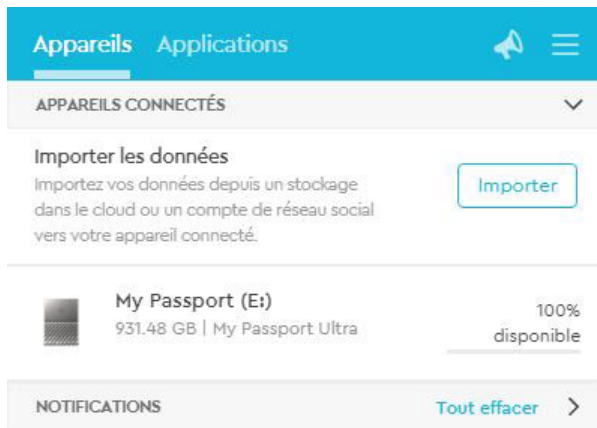 Appareils Applications
APPAREILS CONNECTÉS
Importer les données
Importez vos données depuis un stockage
dans le cloud ou un compte de réseau social
vers votre appareil connecté.
Importer
My Passport (E:)
931.48 GB | My Passport Ultra
100%
disponible
NOTIFICATIONS
Tout effacer